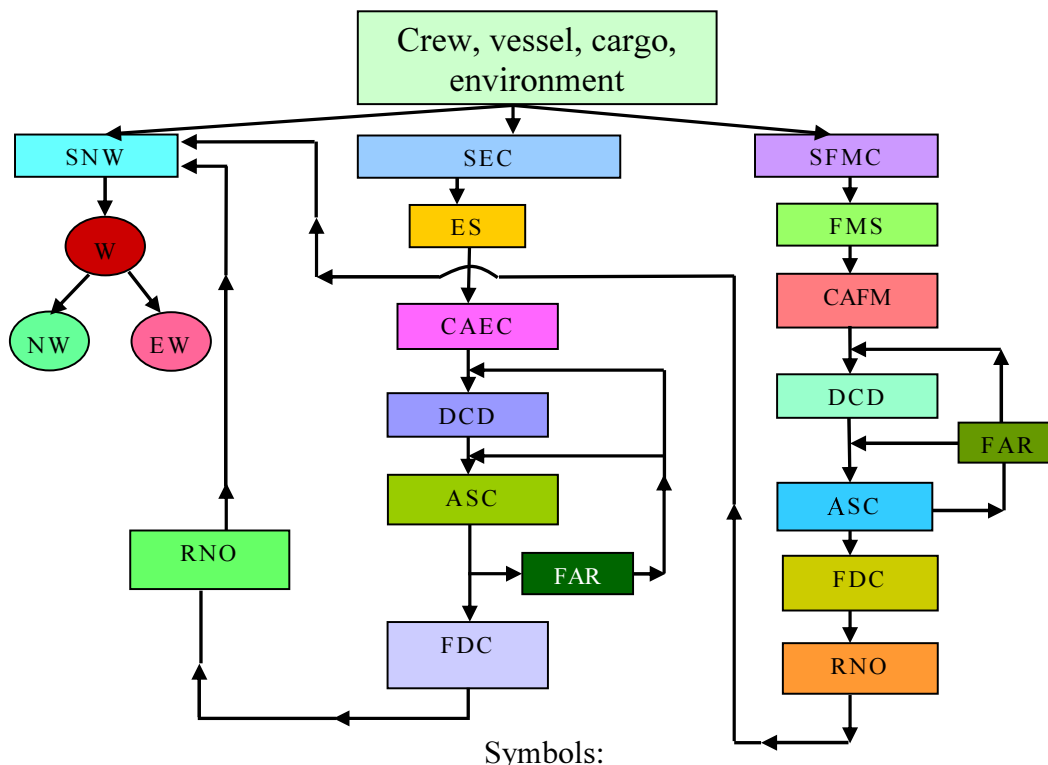 Crew, vessel, cargo,
environment
SNW
SEC
SFMC
W
ES
FMS
NW
EW
CAEC
CAFM
DCD
DCD
FAR
ASC
ASC
RNO
FAR
FDC
FDC
RNO
Symbols: